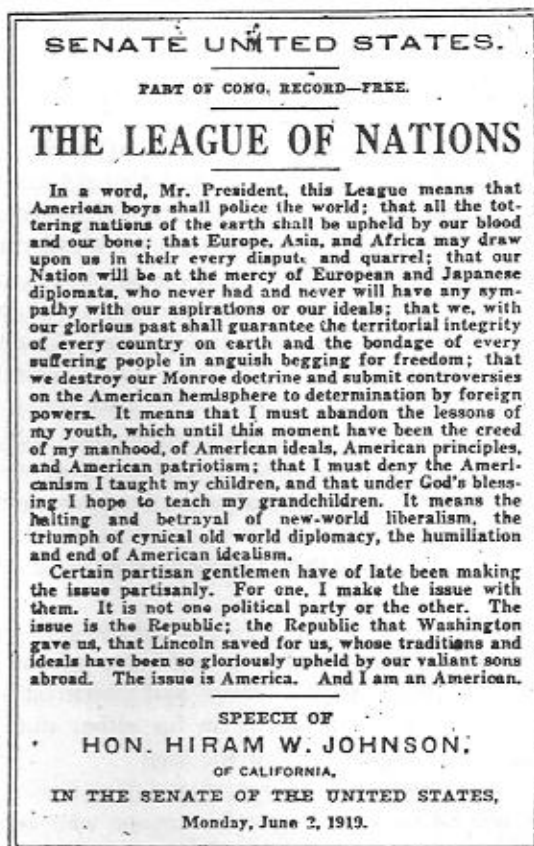 SENATE UNITED STATES.
PART OF CONG. RECORD—FREE.
THE LEAGUE OF NATIONS
In a word, Mr. President, this League means that
American boys shall police the world; that all the tot-
tering nations of the earth shall be upheld by our blood
and our bone; that Europe, Asia, and Africa may draw
upon us in their every dispute and quarrel; that our
Nation will be at the mercy of European and Japanese
diplomats, who never had and never will have any sym-
pathy with our aspirations or our ideals; that we, with
our glorious past shall guarantee the territorial integrity
of every country on earth and the bondage of every
suffering people in anguish begging for freedom; that
we destroy our Monroe doctrine and submit controversies
on the American hemisphere to determination by foreign
powers. It means that I must abandon the lessons of
my youth, which until this moment have been the creed
of my manhood, of American ideals, American principles,
and American patriotism; that I must deny the Ameri-
canism I taught my children, and that under God's bless-
ing I hope to teach my grandchildren. It means the
halting and betrayal of new-world liberalism, the
triumph of cynical old world diplomacy, the humiliation
and end of American idealism.
Certain partisan gentlemen have of late been making
the issue partisanly. For one, I make the issue with
them. It is not one political party or the other. The
issue is the Republic; the Republic that Washington
gave us, that Lincoln saved for us, whose traditions and
ideals have been so gloriously upheld by our valiant sons
abroad. The issue is America. And I am an American.
SPEECH OF
HON. HIRAM W. JOHNSON,
OF CALIFORNIA,
IN THE SENATE OF THE UNITED STATES,
Monday, June 2, 1919.